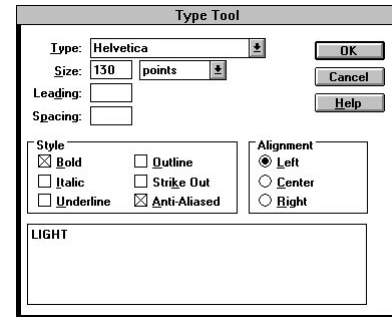 Type Tool
Type: Helvetica
OK
Size: 130 points
Cancel
Leading:
Help
Spacing:
Style
Alignment
Bold Outline
Left
Italic Strike Out
Center
Underline Anti-Aliased
Right
LIGHT